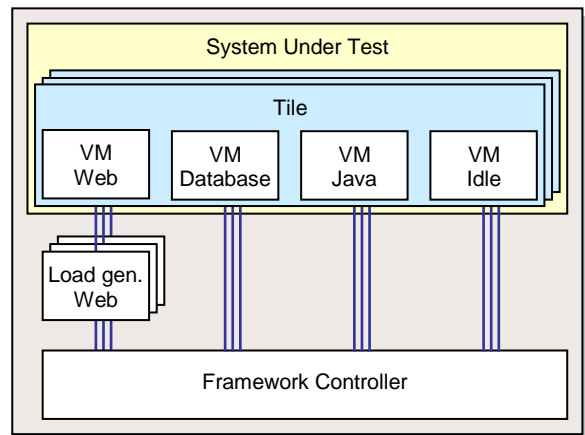 System Under Test
Tile
VM
Web
VM
Database
VM
Java
VM
Idle
Load gen.
Web
Framework Controller